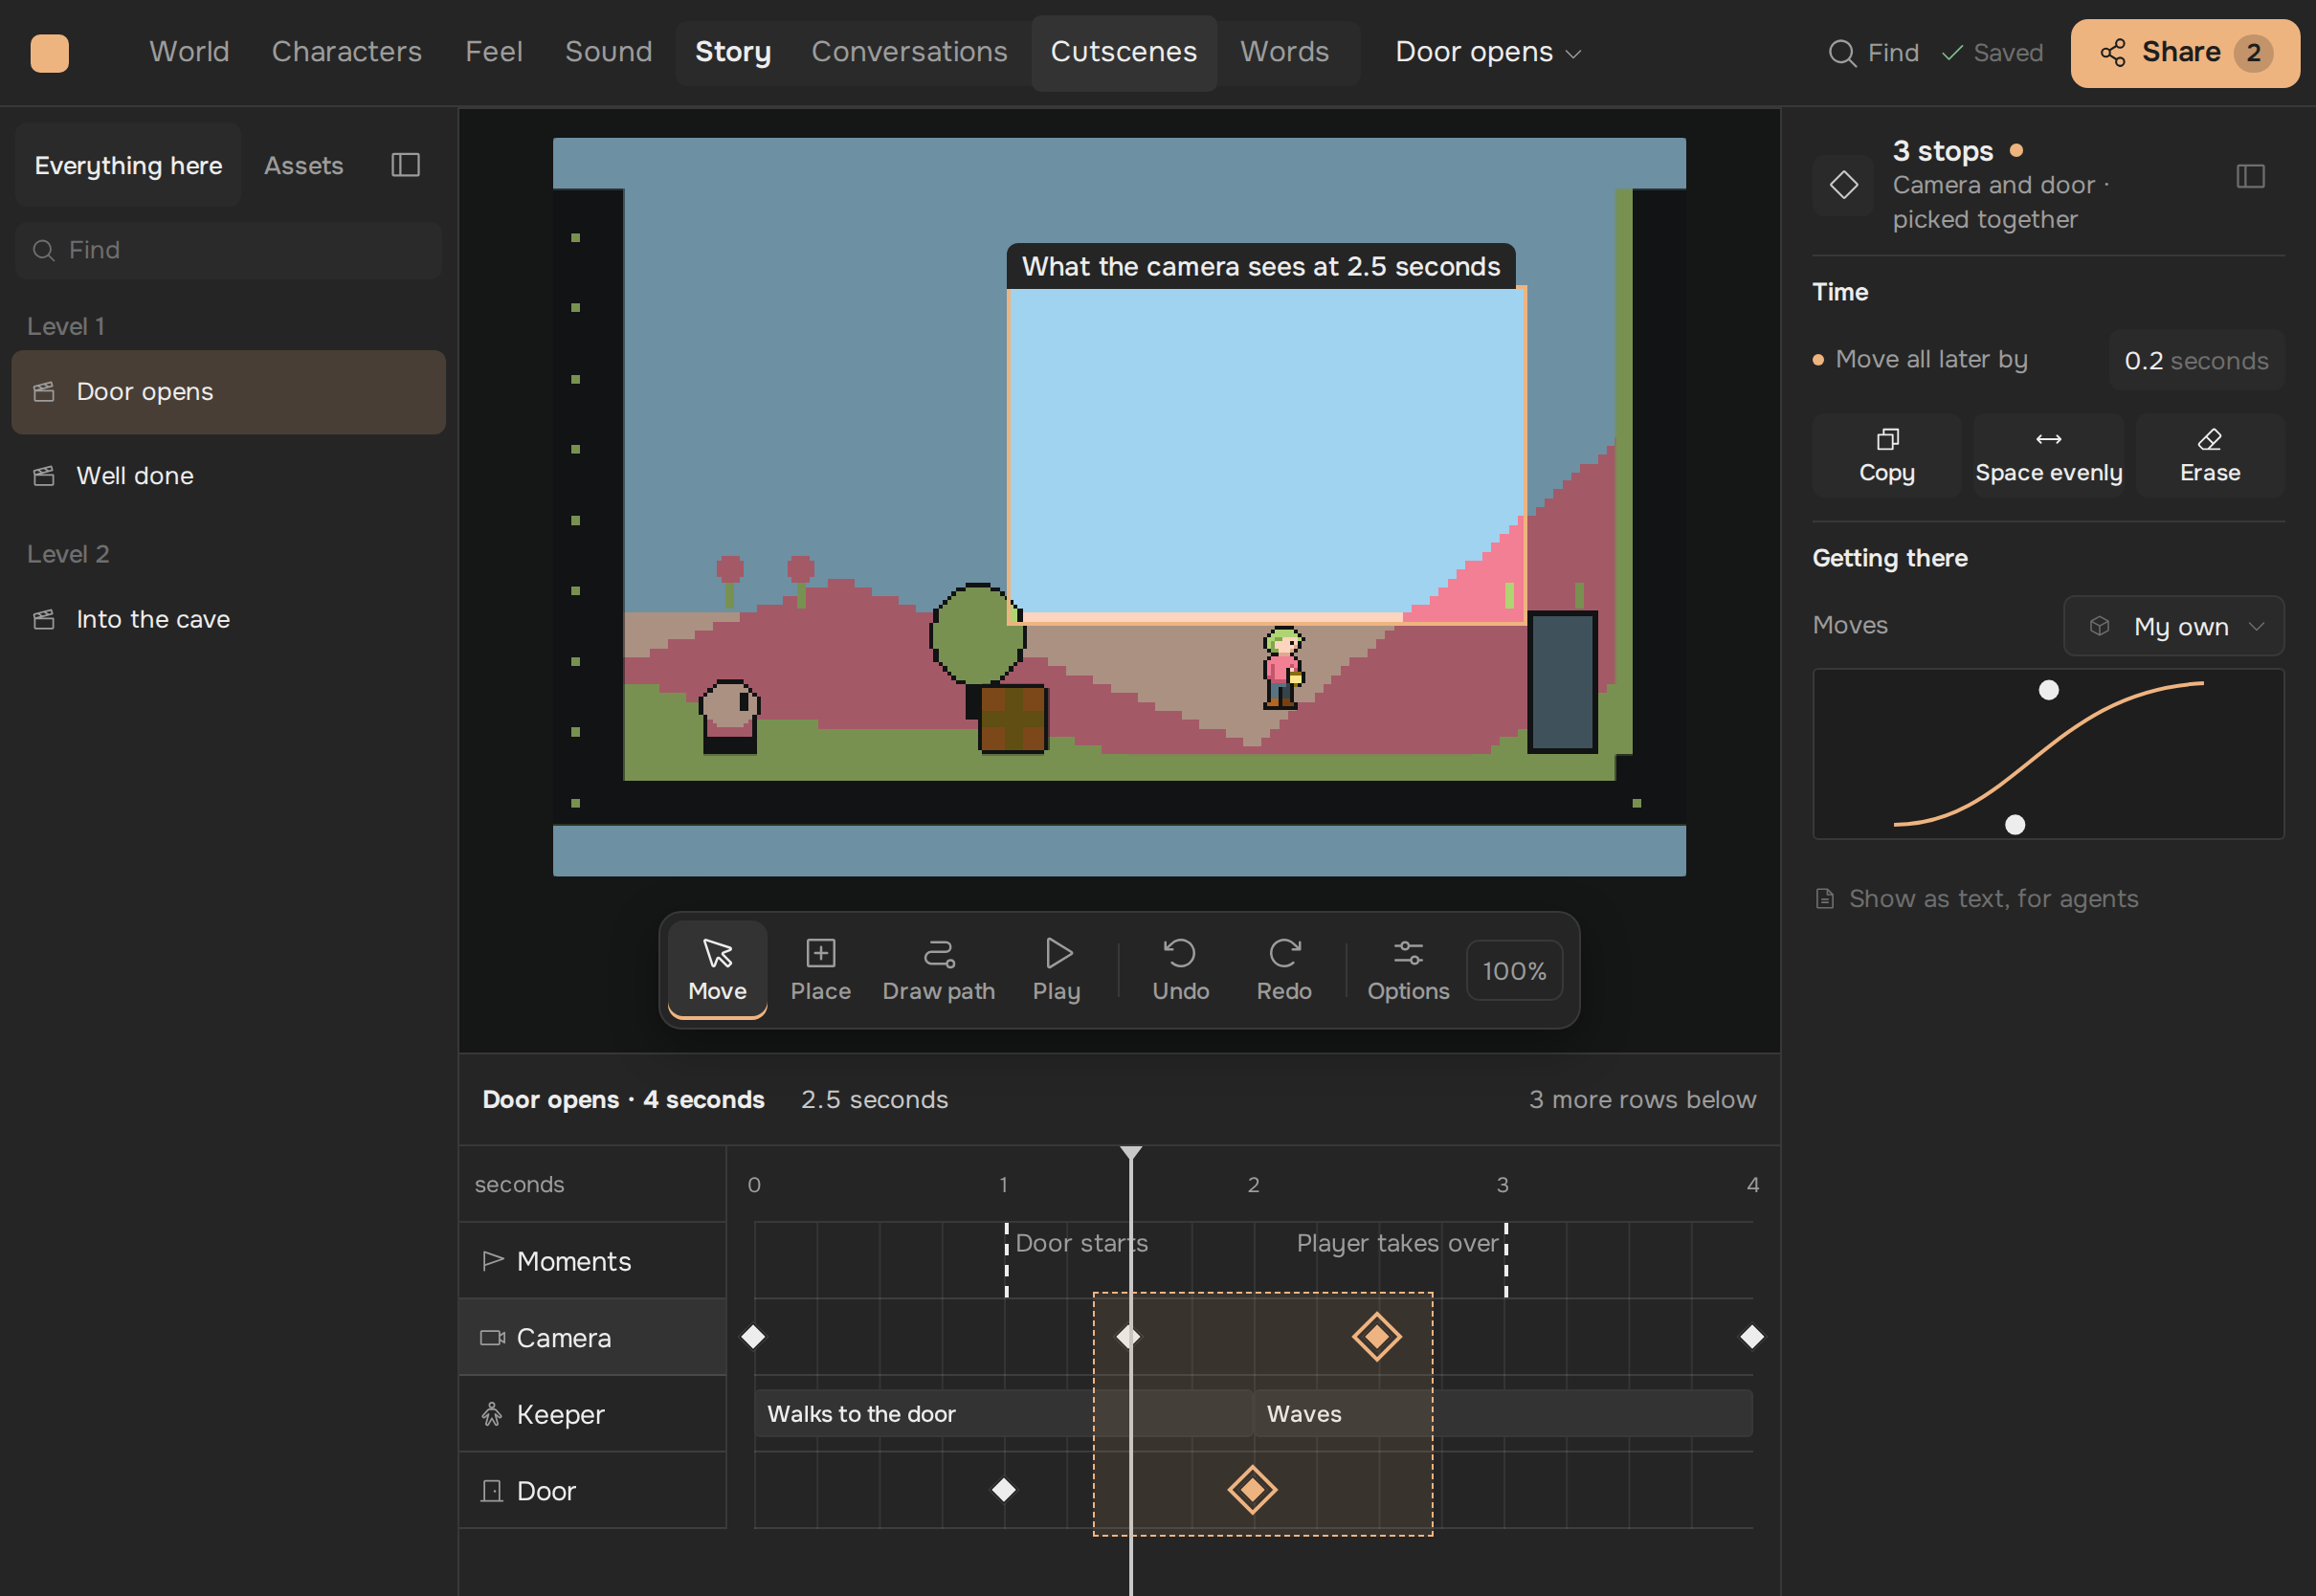 World Characters Feel Sound Story Conversations Cutscenes Words Door opens Find Saved Share 2
Everything here Assets
Find
Level 1
Door opens
Well done
Level 2
Into the cave
What the camera sees at 2.5 seconds
Move Place Draw path Play Undo Redo Options 100%
Door opens · 4 seconds 2.5 seconds 3 more rows below
seconds 0 1 2 3 4
Moments Door starts Player takes over
Camera
Keeper Walks to the door Waves
Door
3 stops
Camera and door ·
picked together
Time
Move all later by 0.2 seconds
Copy Space evenly Erase
Getting there
Moves My own
Show as text, for agents